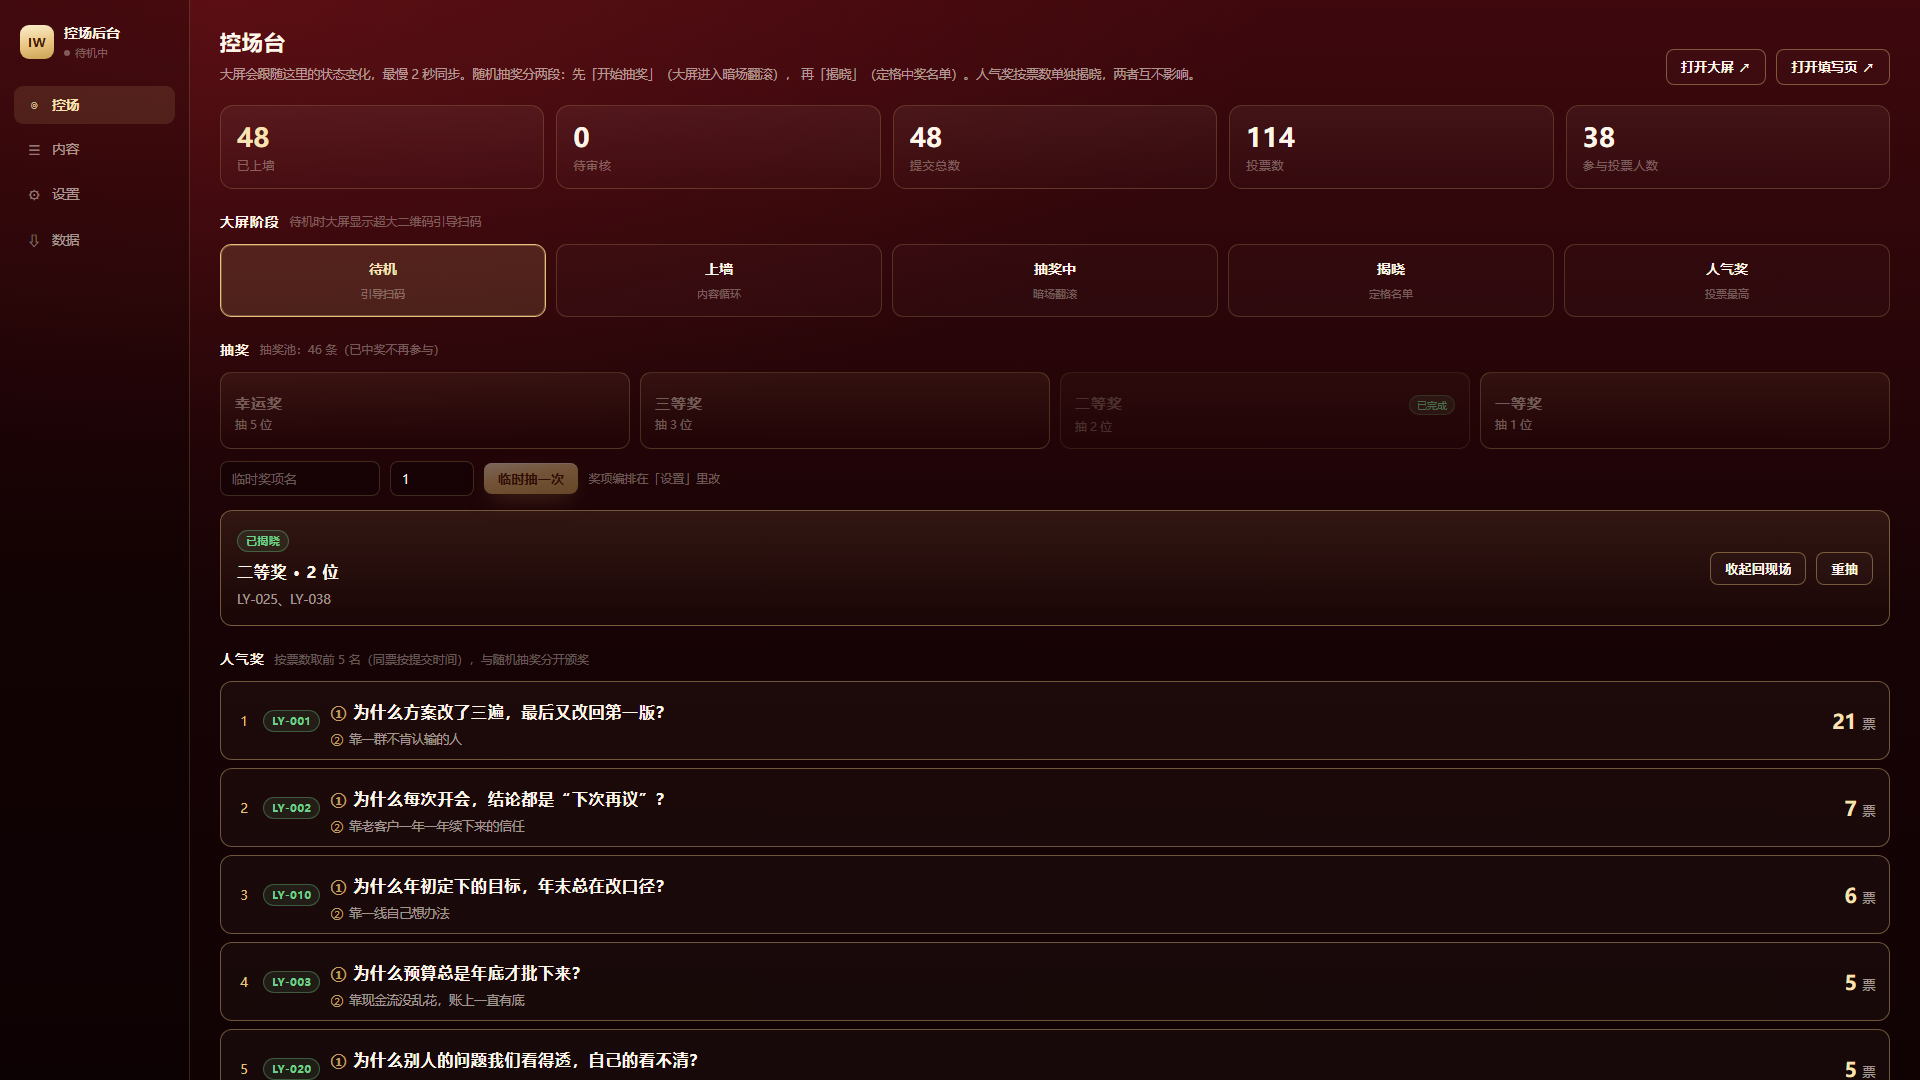 IW
控场后台
待机中
控场
内容
设置
数据
控场台
大屏会跟随这里的状态变化，最慢 2 秒同步。随机抽奖分两段：先「开始抽奖」（大屏进入暗场翻滚），再「揭晓」（定格中奖名单）。人气奖按票数单独揭晓，两者互不影响。
打开大屏 ↗
打开填写页 ↗
48
已上墙
0
待审核
48
提交总数
114
投票数
38
参与投票人数
大屏阶段 待机时大屏显示超大二维码引导扫码
待机
引导扫码
上墙
内容循环
抽奖中
暗场翻滚
揭晓
定格名单
人气奖
投票最高
抽奖 抽奖池：46 条（已中奖不再参与）
幸运奖
抽 5 位
三等奖
抽 3 位
二等奖
已完成
抽 2 位
一等奖
抽 1 位
临时奖项名
1
临时抽一次
奖项编排在「设置」里改
已揭晓
二等奖 • 2 位
LY-025、LY-038
收起回现场
重抽
人气奖 按票数取前 5 名（同票按提交时间），与随机抽奖分开颁奖
1 LY-001 ① 为什么方案改了三遍，最后又改回第一版？
② 靠一群不肯认输的人
21 票
2 LY-002 ① 为什么每次开会，结论都是“下次再议”？
② 靠老客户一年一年续下来的信任
7 票
3 LY-010 ① 为什么年初定下的目标，年末总在改口径？
② 靠一线自己想办法
6 票
4 LY-003 ① 为什么预算总是年底才批下来？
② 靠现金流没乱花，账上一直有底
5 票
5 LY-020 ① 为什么别人的问题我们看得透，自己的看不清？
5 票